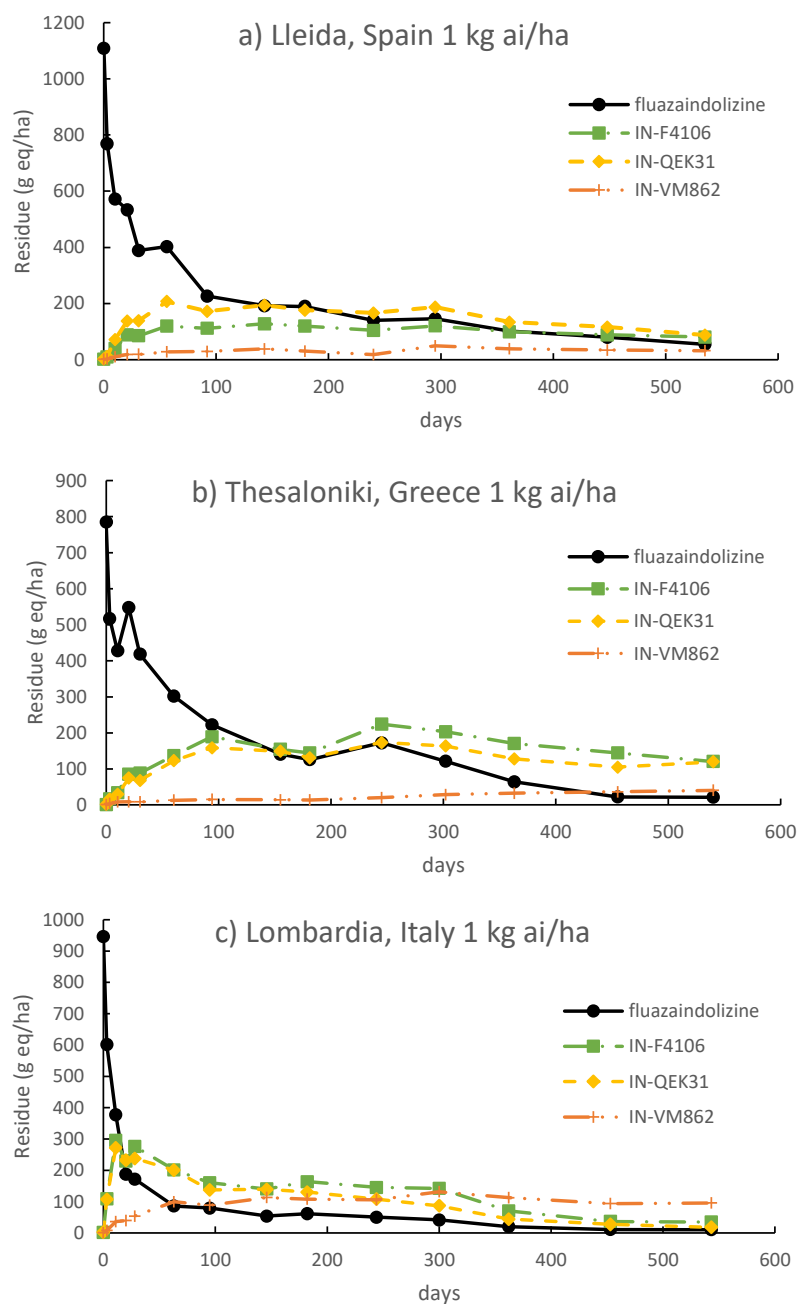 a) Lleida, Spain 1 kg ai/ha
Residue (g eq/ha)
1200
1000
800
600
400
200
0
fluazaindolizine
IN-F4106
IN-QEK31
IN-VM862
0 100 200 300 400 500 600
days
b) Thesaloniki, Greece 1 kg ai/ha
Residue (g eq/ha)
900
800
700
600
500
400
300
200
100
0
fluazaindolizine
IN-F4106
IN-QEK31
IN-VM862
0 100 200 300 400 500 600
days
c) Lombardia, Italy 1 kg ai/ha
Residue (g eq/ha)
1000
900
800
700
600
500
400
300
200
100
0
fluazaindolizine
IN-F4106
IN-QEK31
IN-VM862
0 100 200 300 400 500 600
days